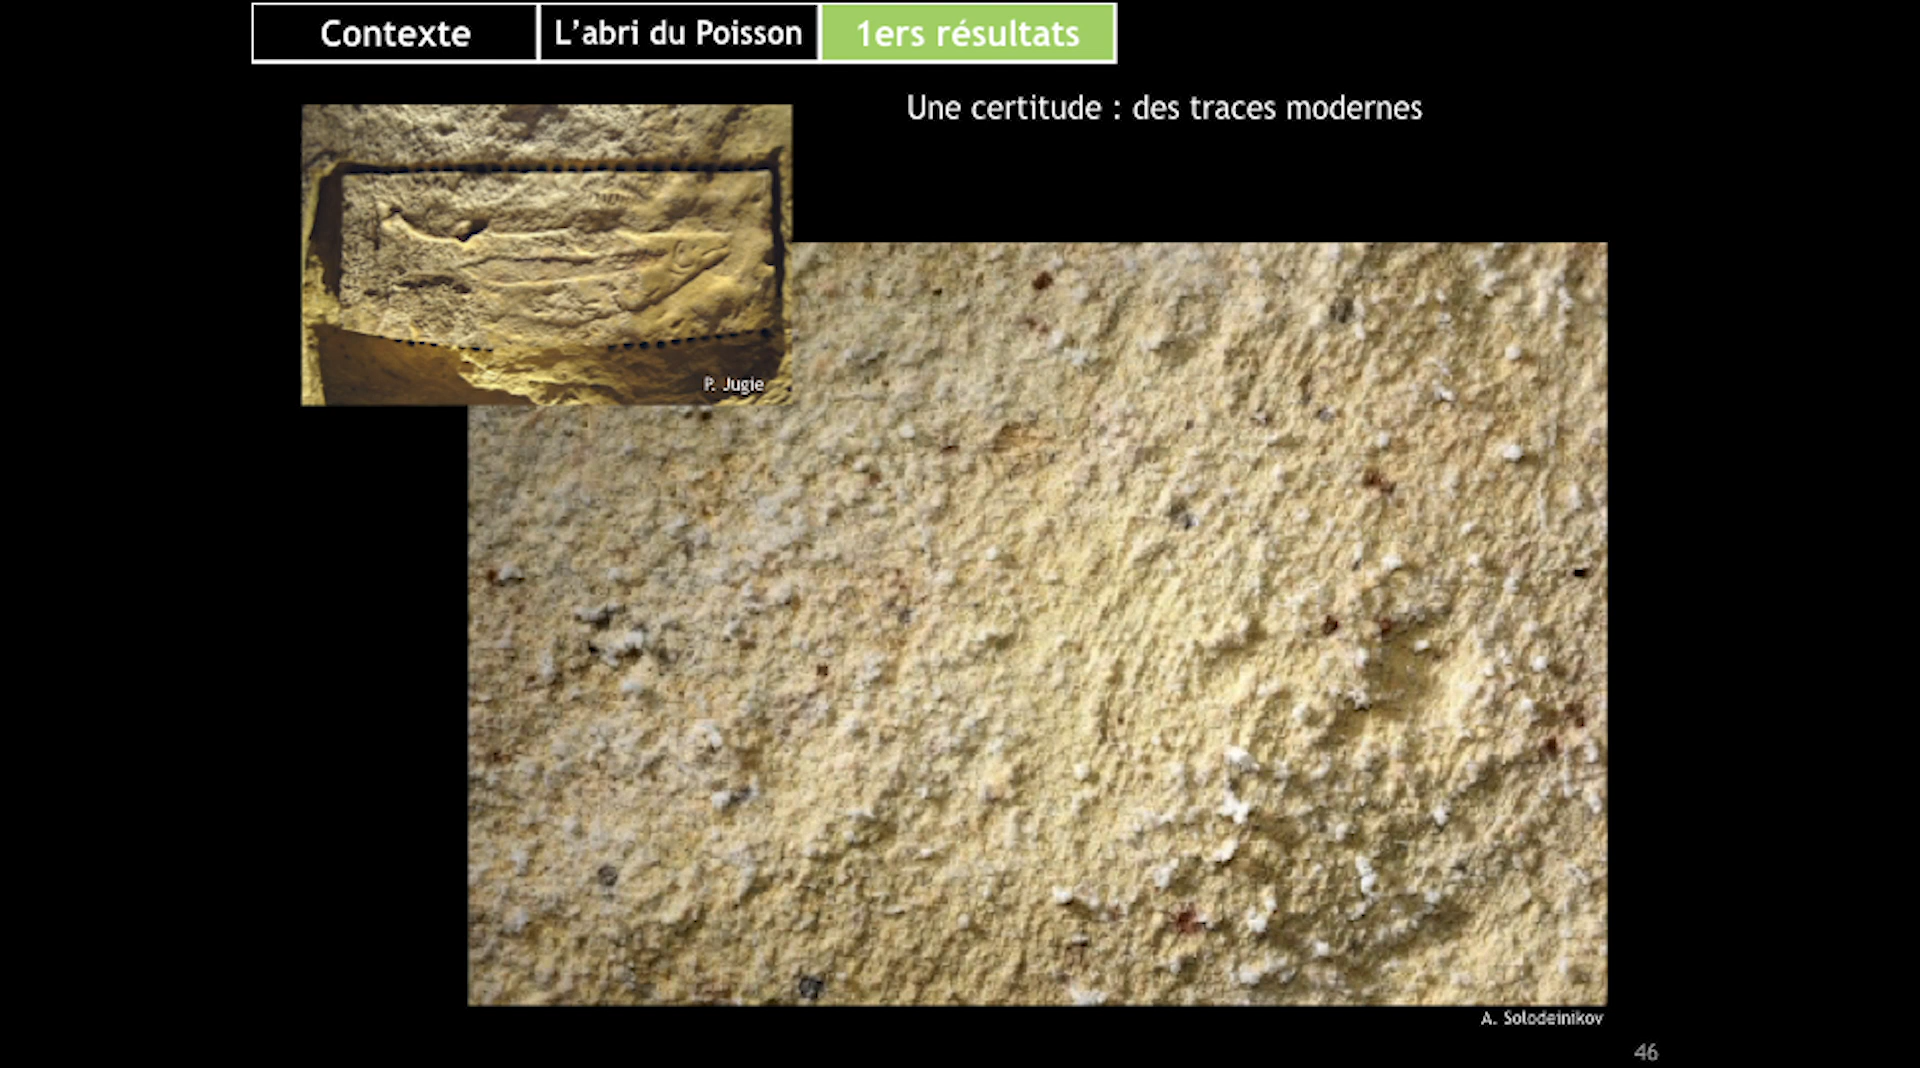 Contexte
L'abri du Poisson
1ers résultats
Une certitude : des traces modernes
P. Jugie
A. Solodeinikov
46